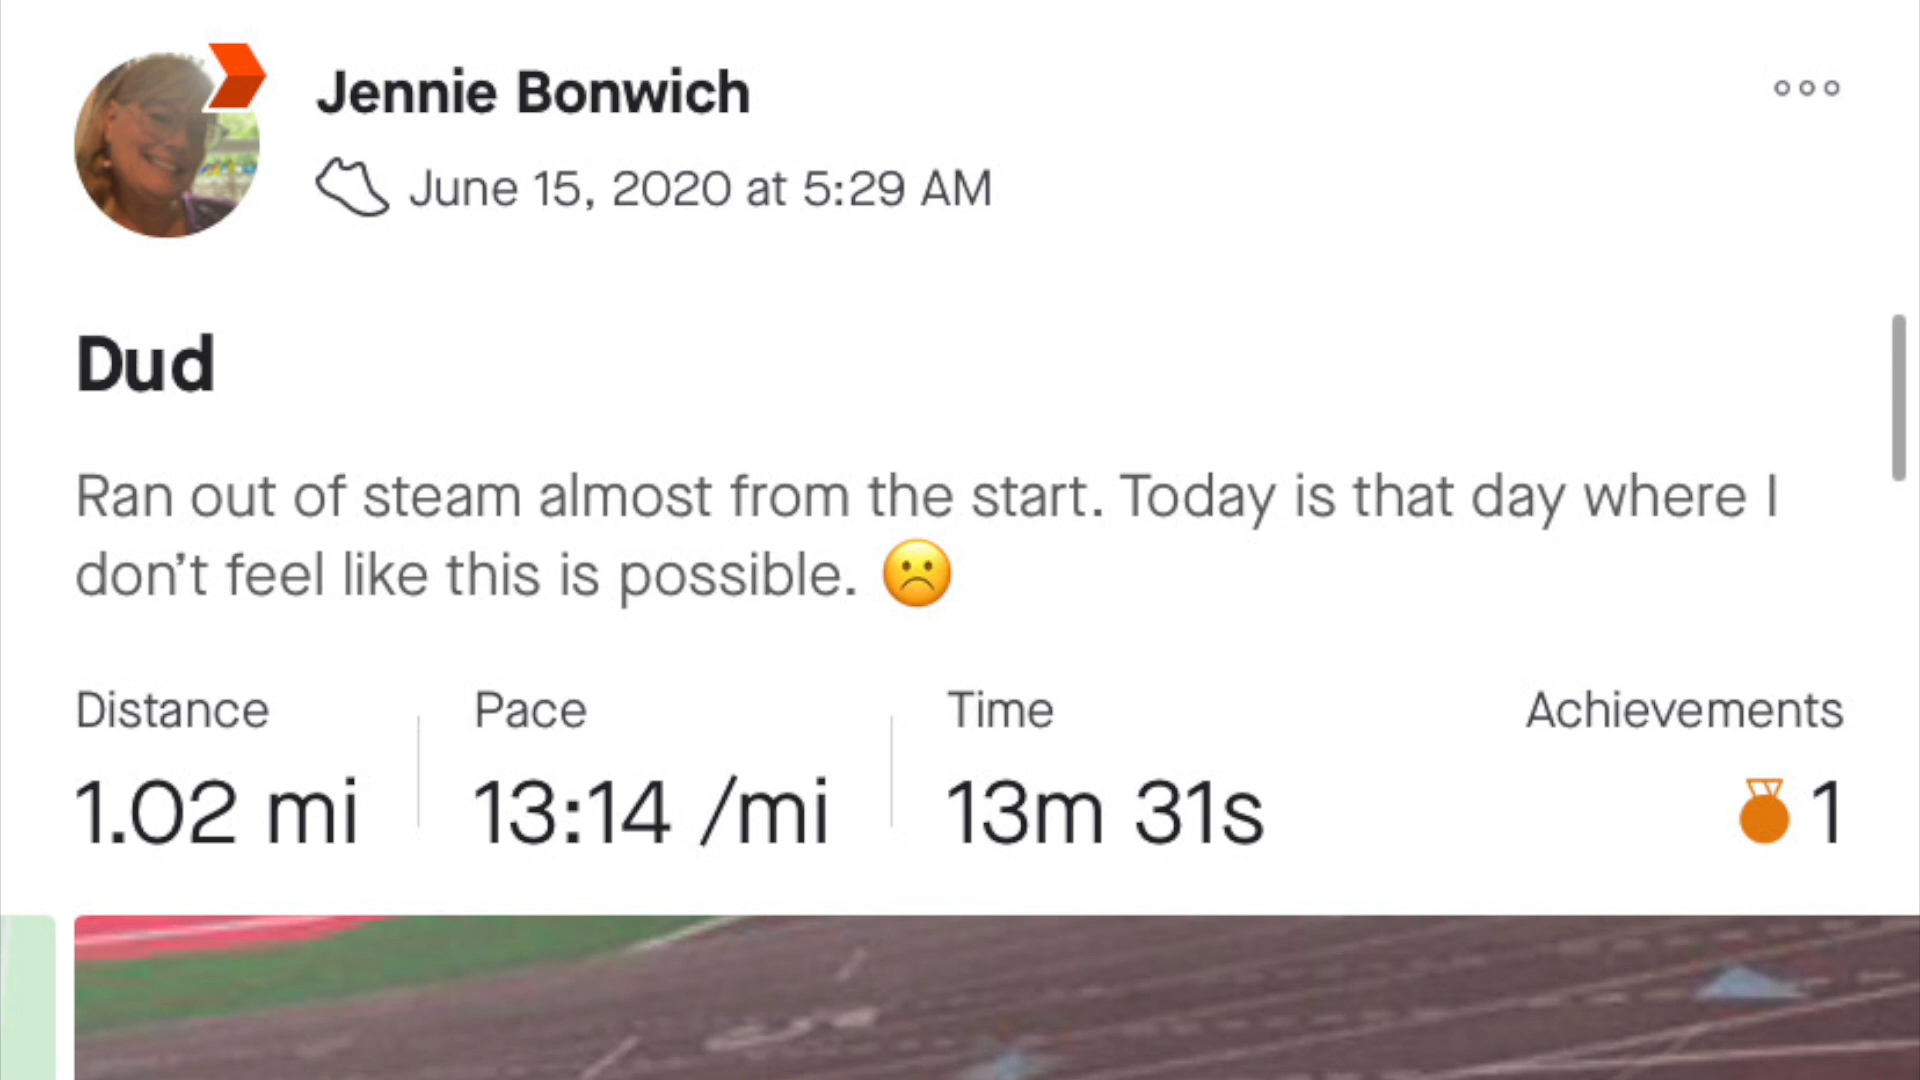 Jennie Bonwich
June 15, 2020 at 5:29 AM
Dud
Ran out of steam almost from the start. Today is that day where I
don’t feel like this is possible. ☹️
Distance Pace Time Achievements
1.02 mi 13:14 /mi 13m 31s 1